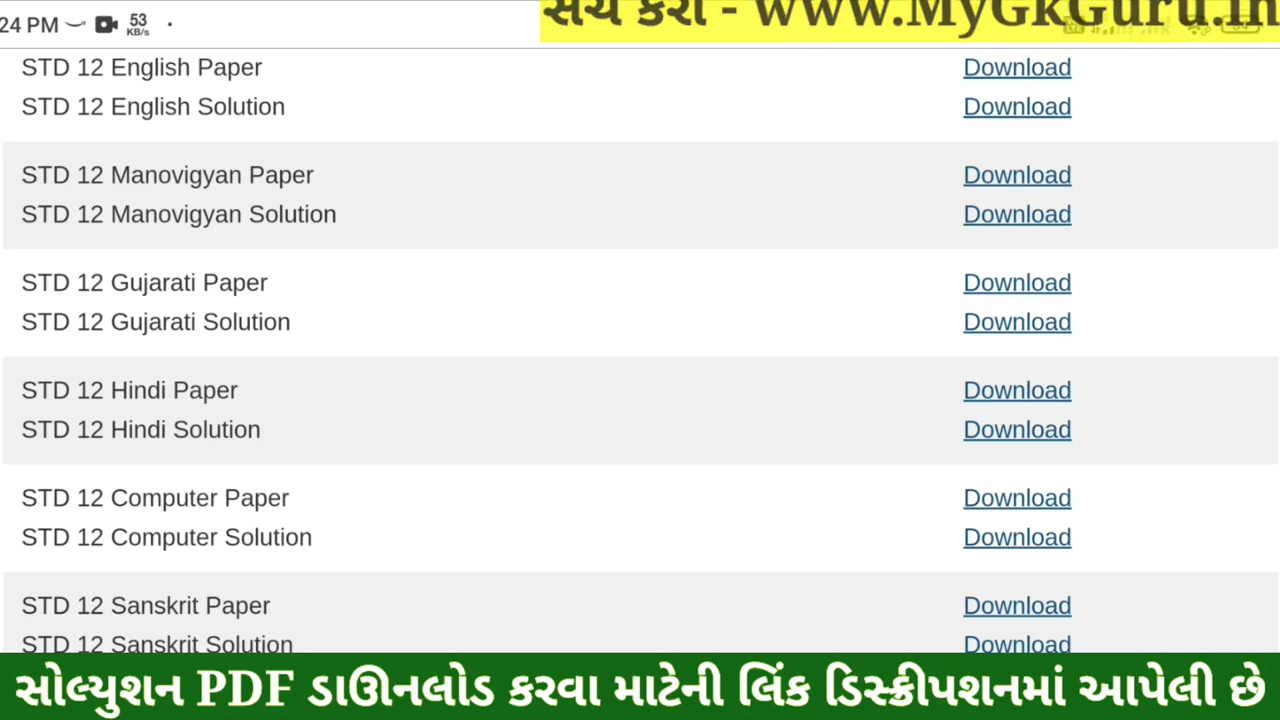 24 PM 53 KB/s
સર્ચ કરો - www.MyGkGuru.in
STD 12 English Paper Download
STD 12 English Solution Download
STD 12 Manovigyan Paper Download
STD 12 Manovigyan Solution Download
STD 12 Gujarati Paper Download
STD 12 Gujarati Solution Download
STD 12 Hindi Paper Download
STD 12 Hindi Solution Download
STD 12 Computer Paper Download
STD 12 Computer Solution Download
STD 12 Sanskrit Paper Download
STD 12 Sanskrit Solution Download
સોલ્યુશન PDF ડાઊનલોડ કરવા માટેની લિંક ડિસ્ક્રીપશનમાં આપેલી છે